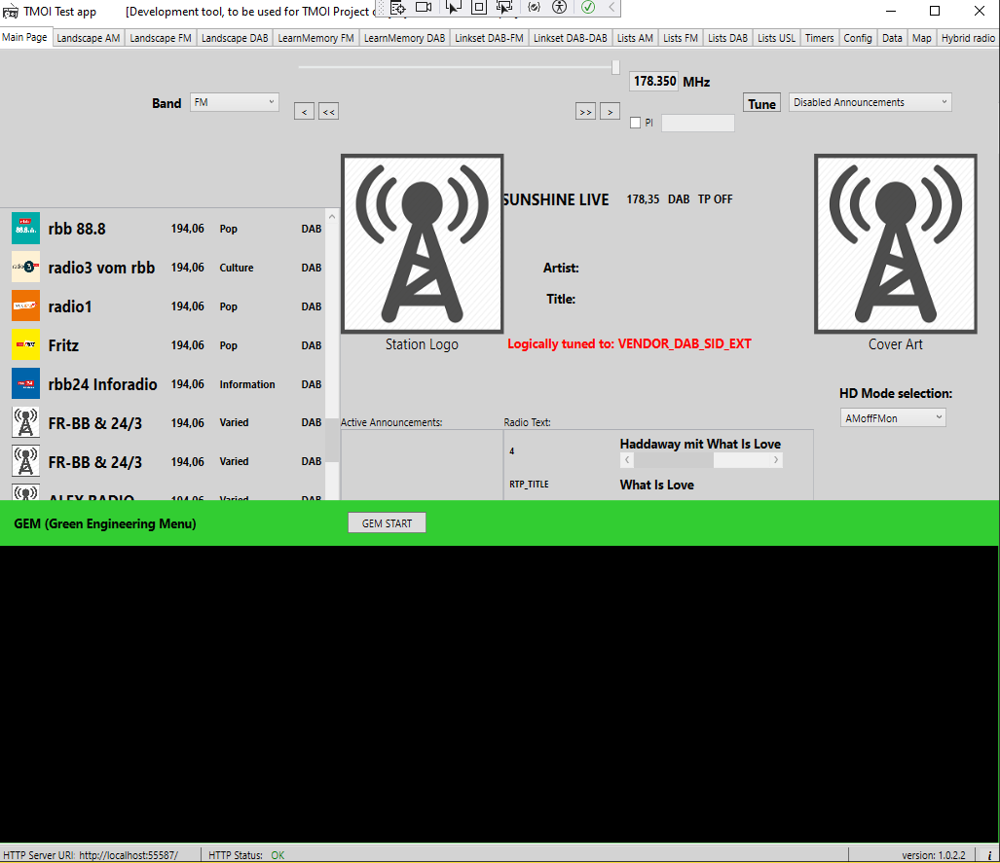 TMOI Test app [Development tool, to be used for TMOI Project
Main Page Landscape AM Landscape FM Landscape DAB LearnMemory FM LearnMemory DAB Linkset DAB-FM Linkset DAB-DAB Lists AM Lists FM Lists DAB Lists USL Timers Config Data Map Hybrid radio
178.350 MHz
Band FM < << >> > Tune Disabled Announcements
PI
SUNSHINE LIVE 178,35 DAB TP OFF
rbb 88.8 194,06 Pop DAB
radio3 vom rbb 194,06 Culture DAB
Artist:
radio1 194,06 Pop DAB
Title:
Fritz 194,06 Pop DAB
Station Logo Logically tuned to: VENDOR_DAB_SID_EXT Cover Art
rbb24 Inforadio 194,06 Information DAB
HD Mode selection:
AMoffFMon
FR-BB & 24/3 194,06 Varied DAB
Active Announcements: Radio Text:
4 Haddaway mit What Is Love
FR-BB & 24/3 194,06 Varied DAB
RTP_TITLE What Is Love
ALEX RADIO 194,06 Varied DAB
GEM (Green Engineering Menu) GEM START
HTTP Server URI: http://localhost:55587/ HTTP Status: OK version: 1.0.2.2 i